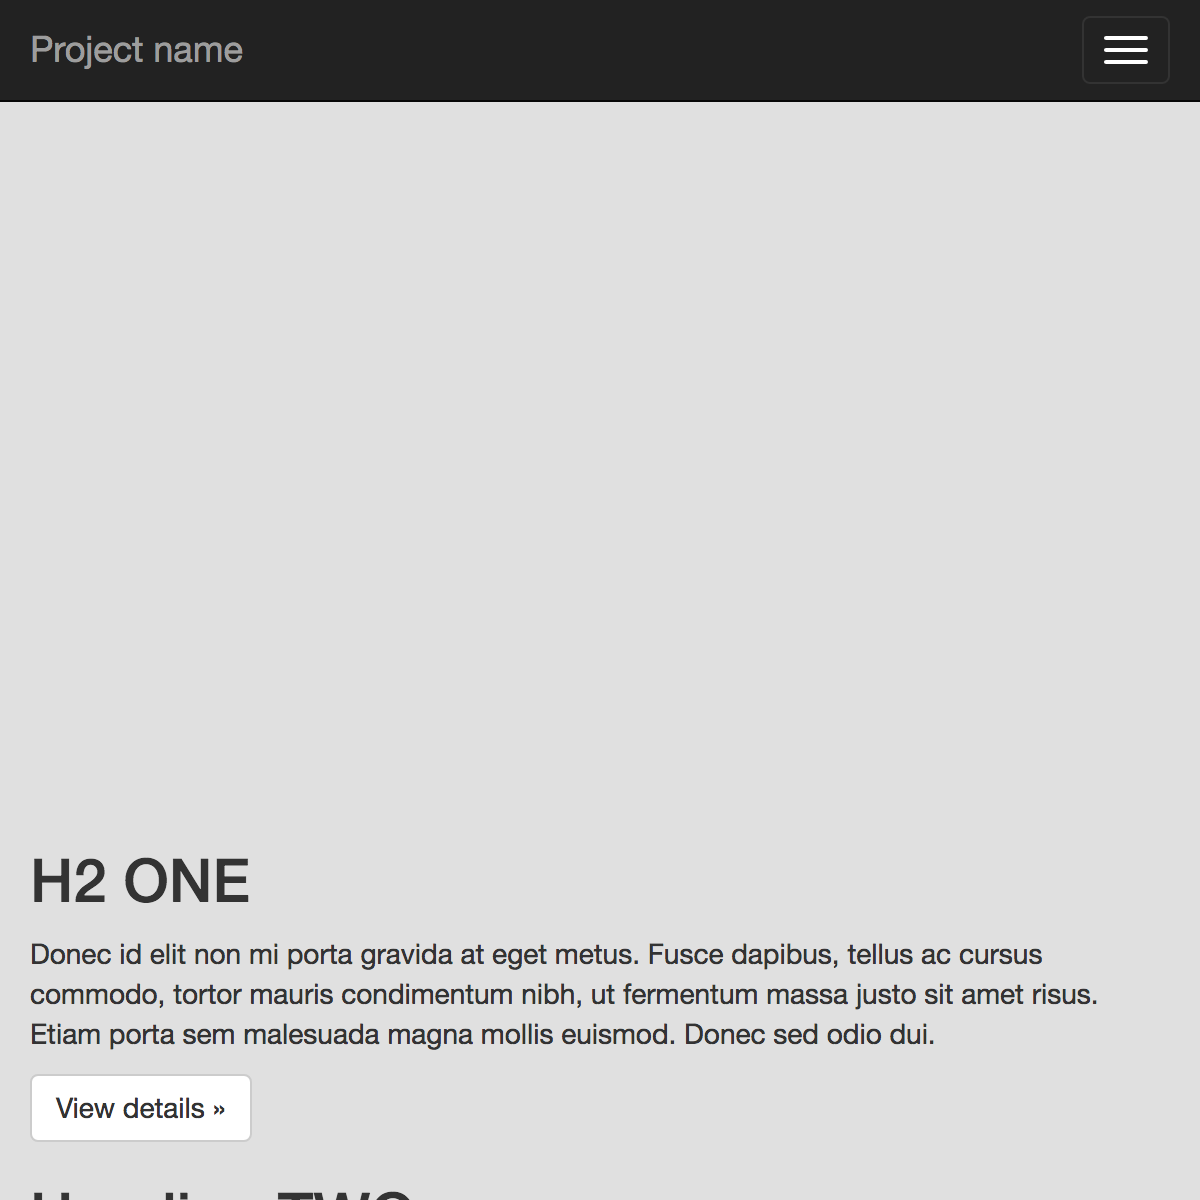 Project name
H2 ONE
Donec id elit non mi porta gravida at eget metus. Fusce dapibus, tellus ac cursus
commodo, tortor mauris condimentum nibh, ut fermentum massa justo sit amet risus.
Etiam porta sem malesuada magna mollis euismod. Donec sed odio dui.
View details »
Heading TWO